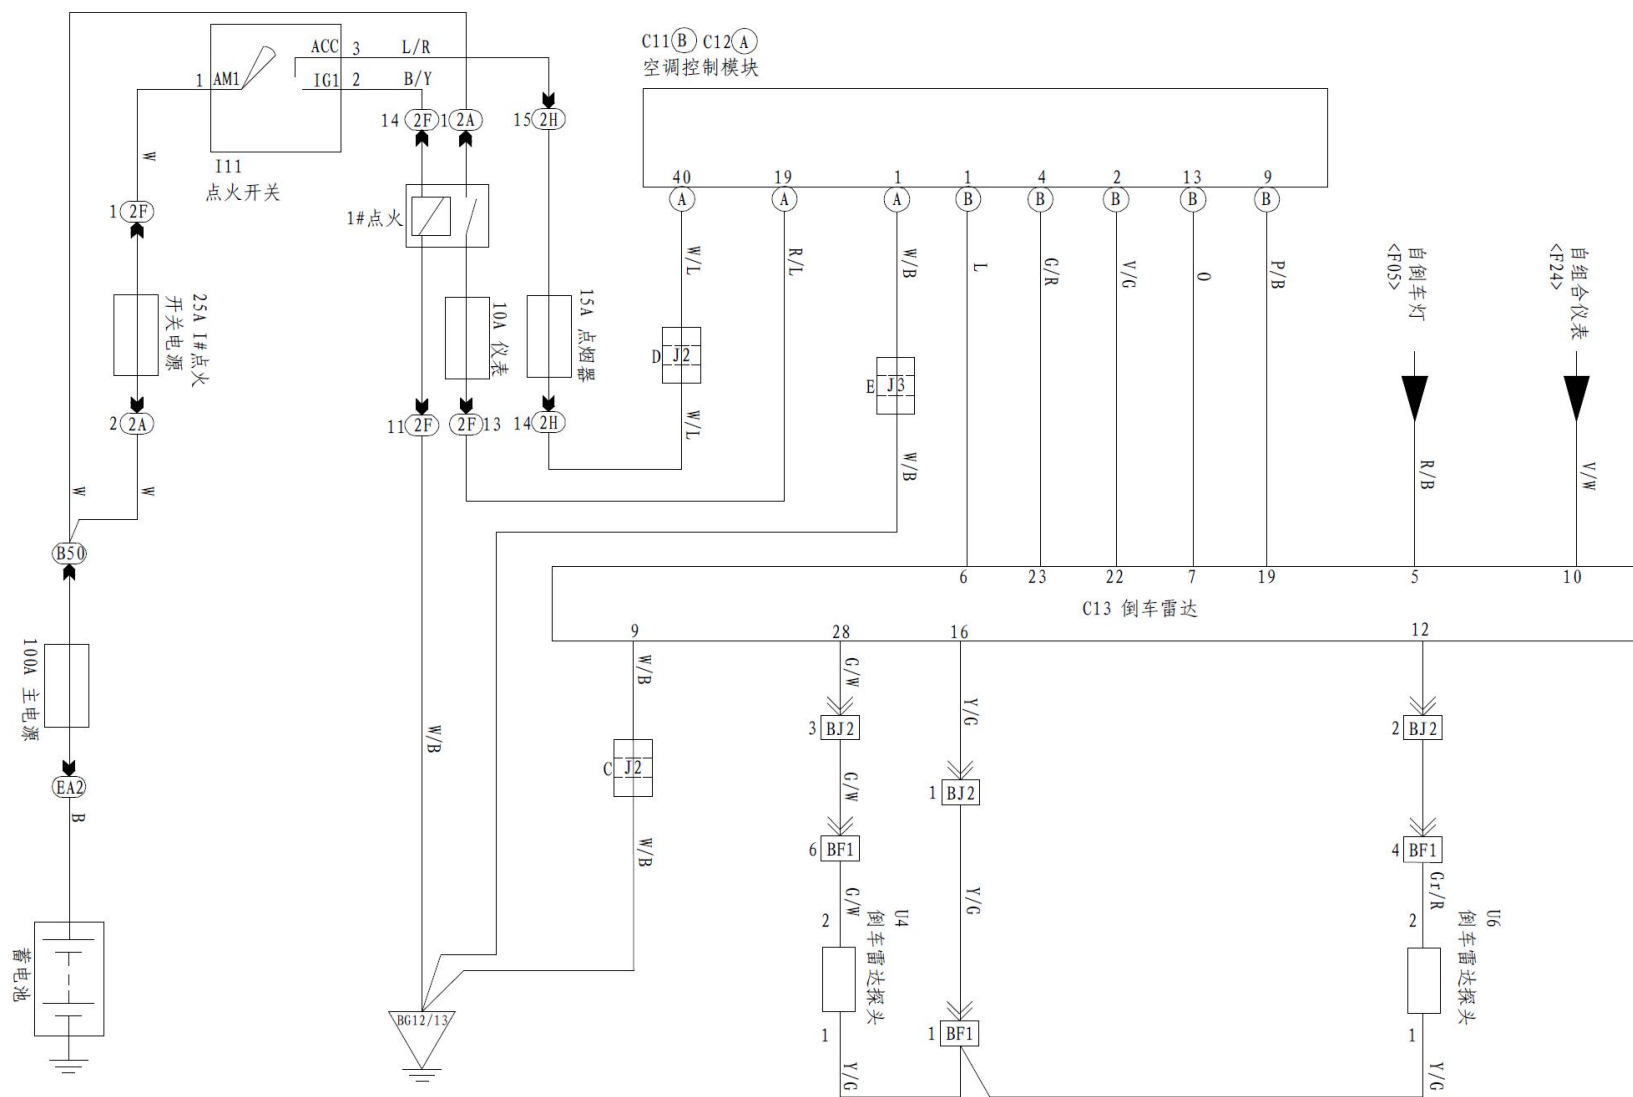 C11 B C12 A
空调控制模块
ACC 3 L/R
1 AM1 IG1 2 B/Y
I11
点火开关
14 2F 1 2A 15 2H
W
1 2F
1#点火
40 19 1 1 4 2 13 9
A A A B B B B B
W/L R/L W/B L G/R V/G O P/B
自倒车灯
<F05>
自组合仪表
<F24>
25A I#点火
开关电源
10A 仪表
15A 点烟器
D J2
E J3
2 2A
11 2F 2F 13 14 2H
W/L
W/B
R/B
V/W
W W
B50
6 23 22 7 19 5 10
C13 倒车雷达
9 28 16 12
100A 主电源
W/B G/W Y/G
W/B
3 BJ2 2 BJ2
EA2
C J2
1 BJ2
B
G/W
6 BF1 4 BF1
W/B
G/W Y/G Gr/R
2 2
U4
倒车雷达探头
U6
倒车雷达探头
蓄电池
BG12/13
1 1 BF1 1
Y/G Y/G